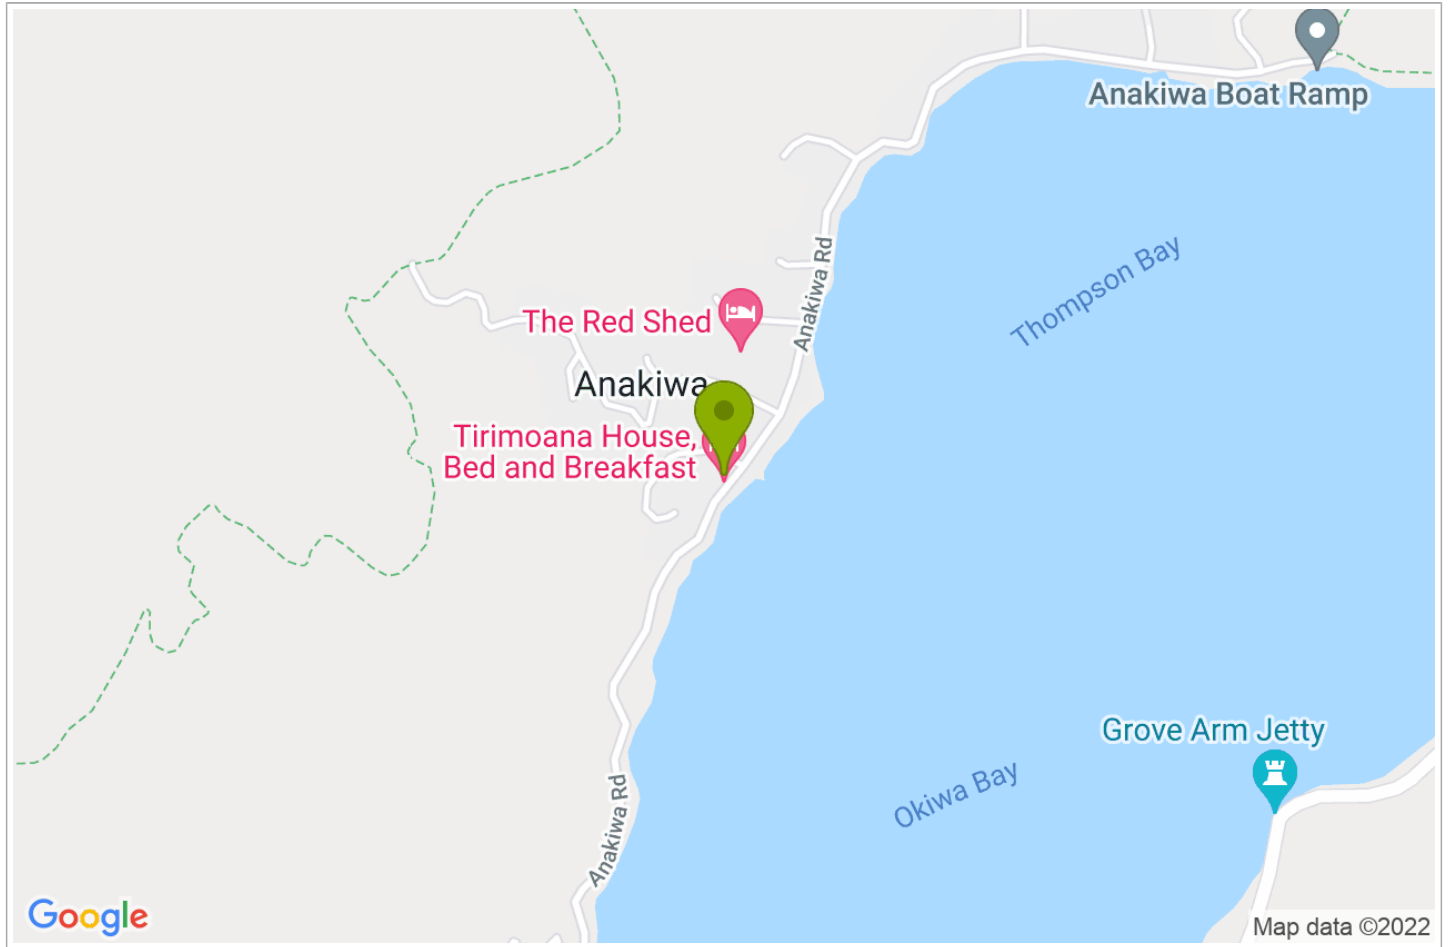 Anakiwa Boat Ramp
Thompson Bay
Anakiwa Rd
The Red Shed
Anakiwa
Tirimoana House,
Bed and Breakfast
Grove Arm Jetty
Okiwa Bay
Anakiwa Rd
Google
Map data ©2022